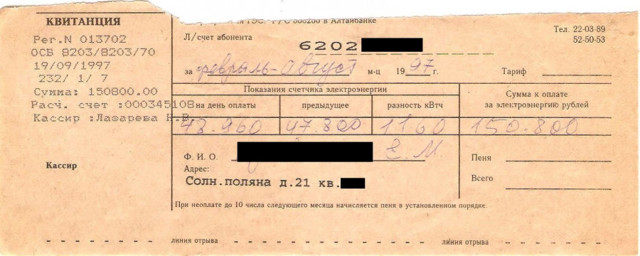 КВИТАНЦИЯ
Рег.N 013702
ОСБ 8203/8203/70
19/09/1997
232/ 1/ 7
Сумма: 150800.00
Расч. счет :000345108
Кассир :Лазарева Е.В.
Кассир
в Алтайбанке
Л/счет абонента
6202
Тел. 22-03-89
52-50-53
за февраль-август м-ц 1997 г.
Тариф
Показания счетчика электроэнергии
Сумма к оплате
за электроэнергию рублей
на день оплаты предыдущее разность кВтч
48.960 47.800 1160 150.800
Ф. И. О. Е. М
Адрес:
Солн.поляна д.21 кв.
Пеня
Всего
При неоплате до 10 числа следующего месяца начисляется пеня в установленном порядке.
линия отрыва линия отрыва линия отрыва